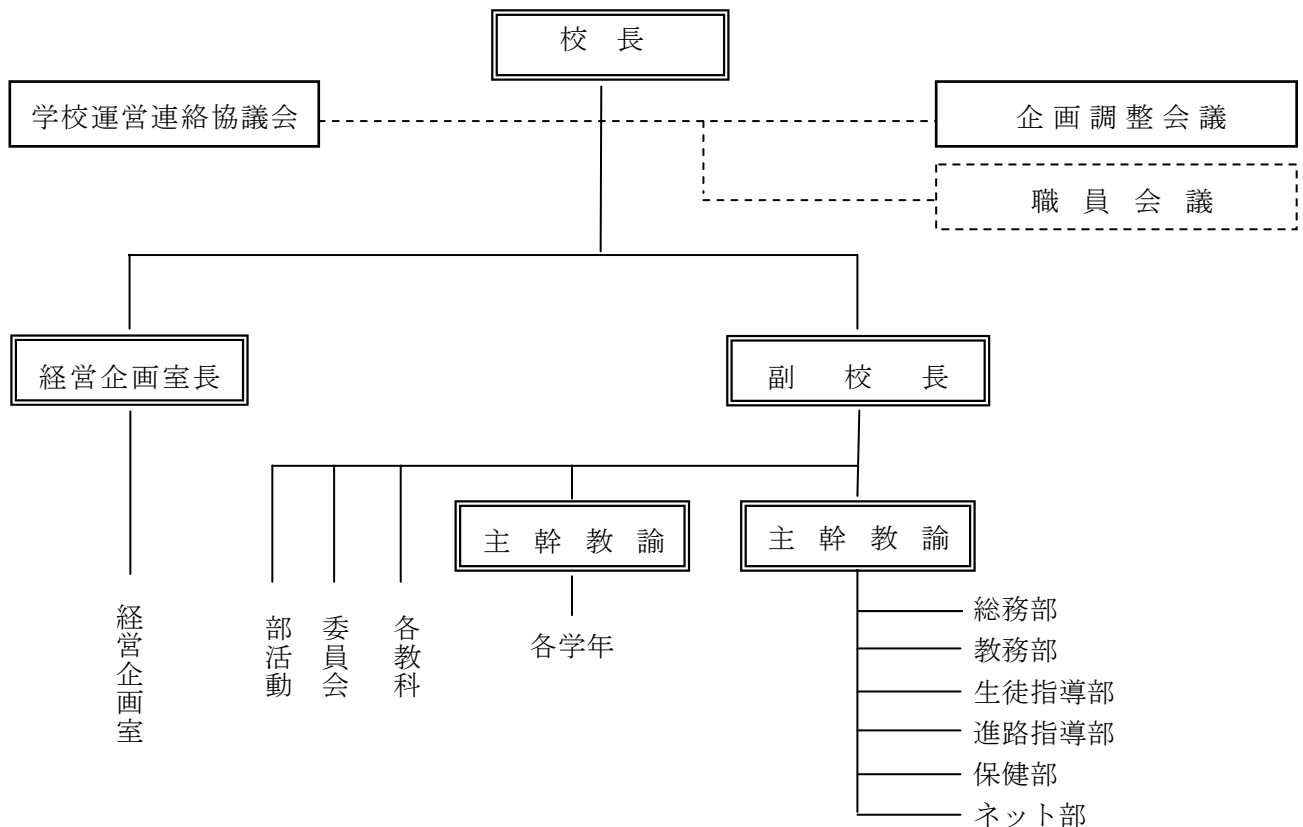 校長
学校運営連絡協議会
企画調整会議
職員会議
経営企画室長
副校長
主幹教諭
主幹教諭
経営企画室
部活動
委員会
各教科
各学年
総務部
教務部
生徒指導部
進路指導部
保健部
ネット部